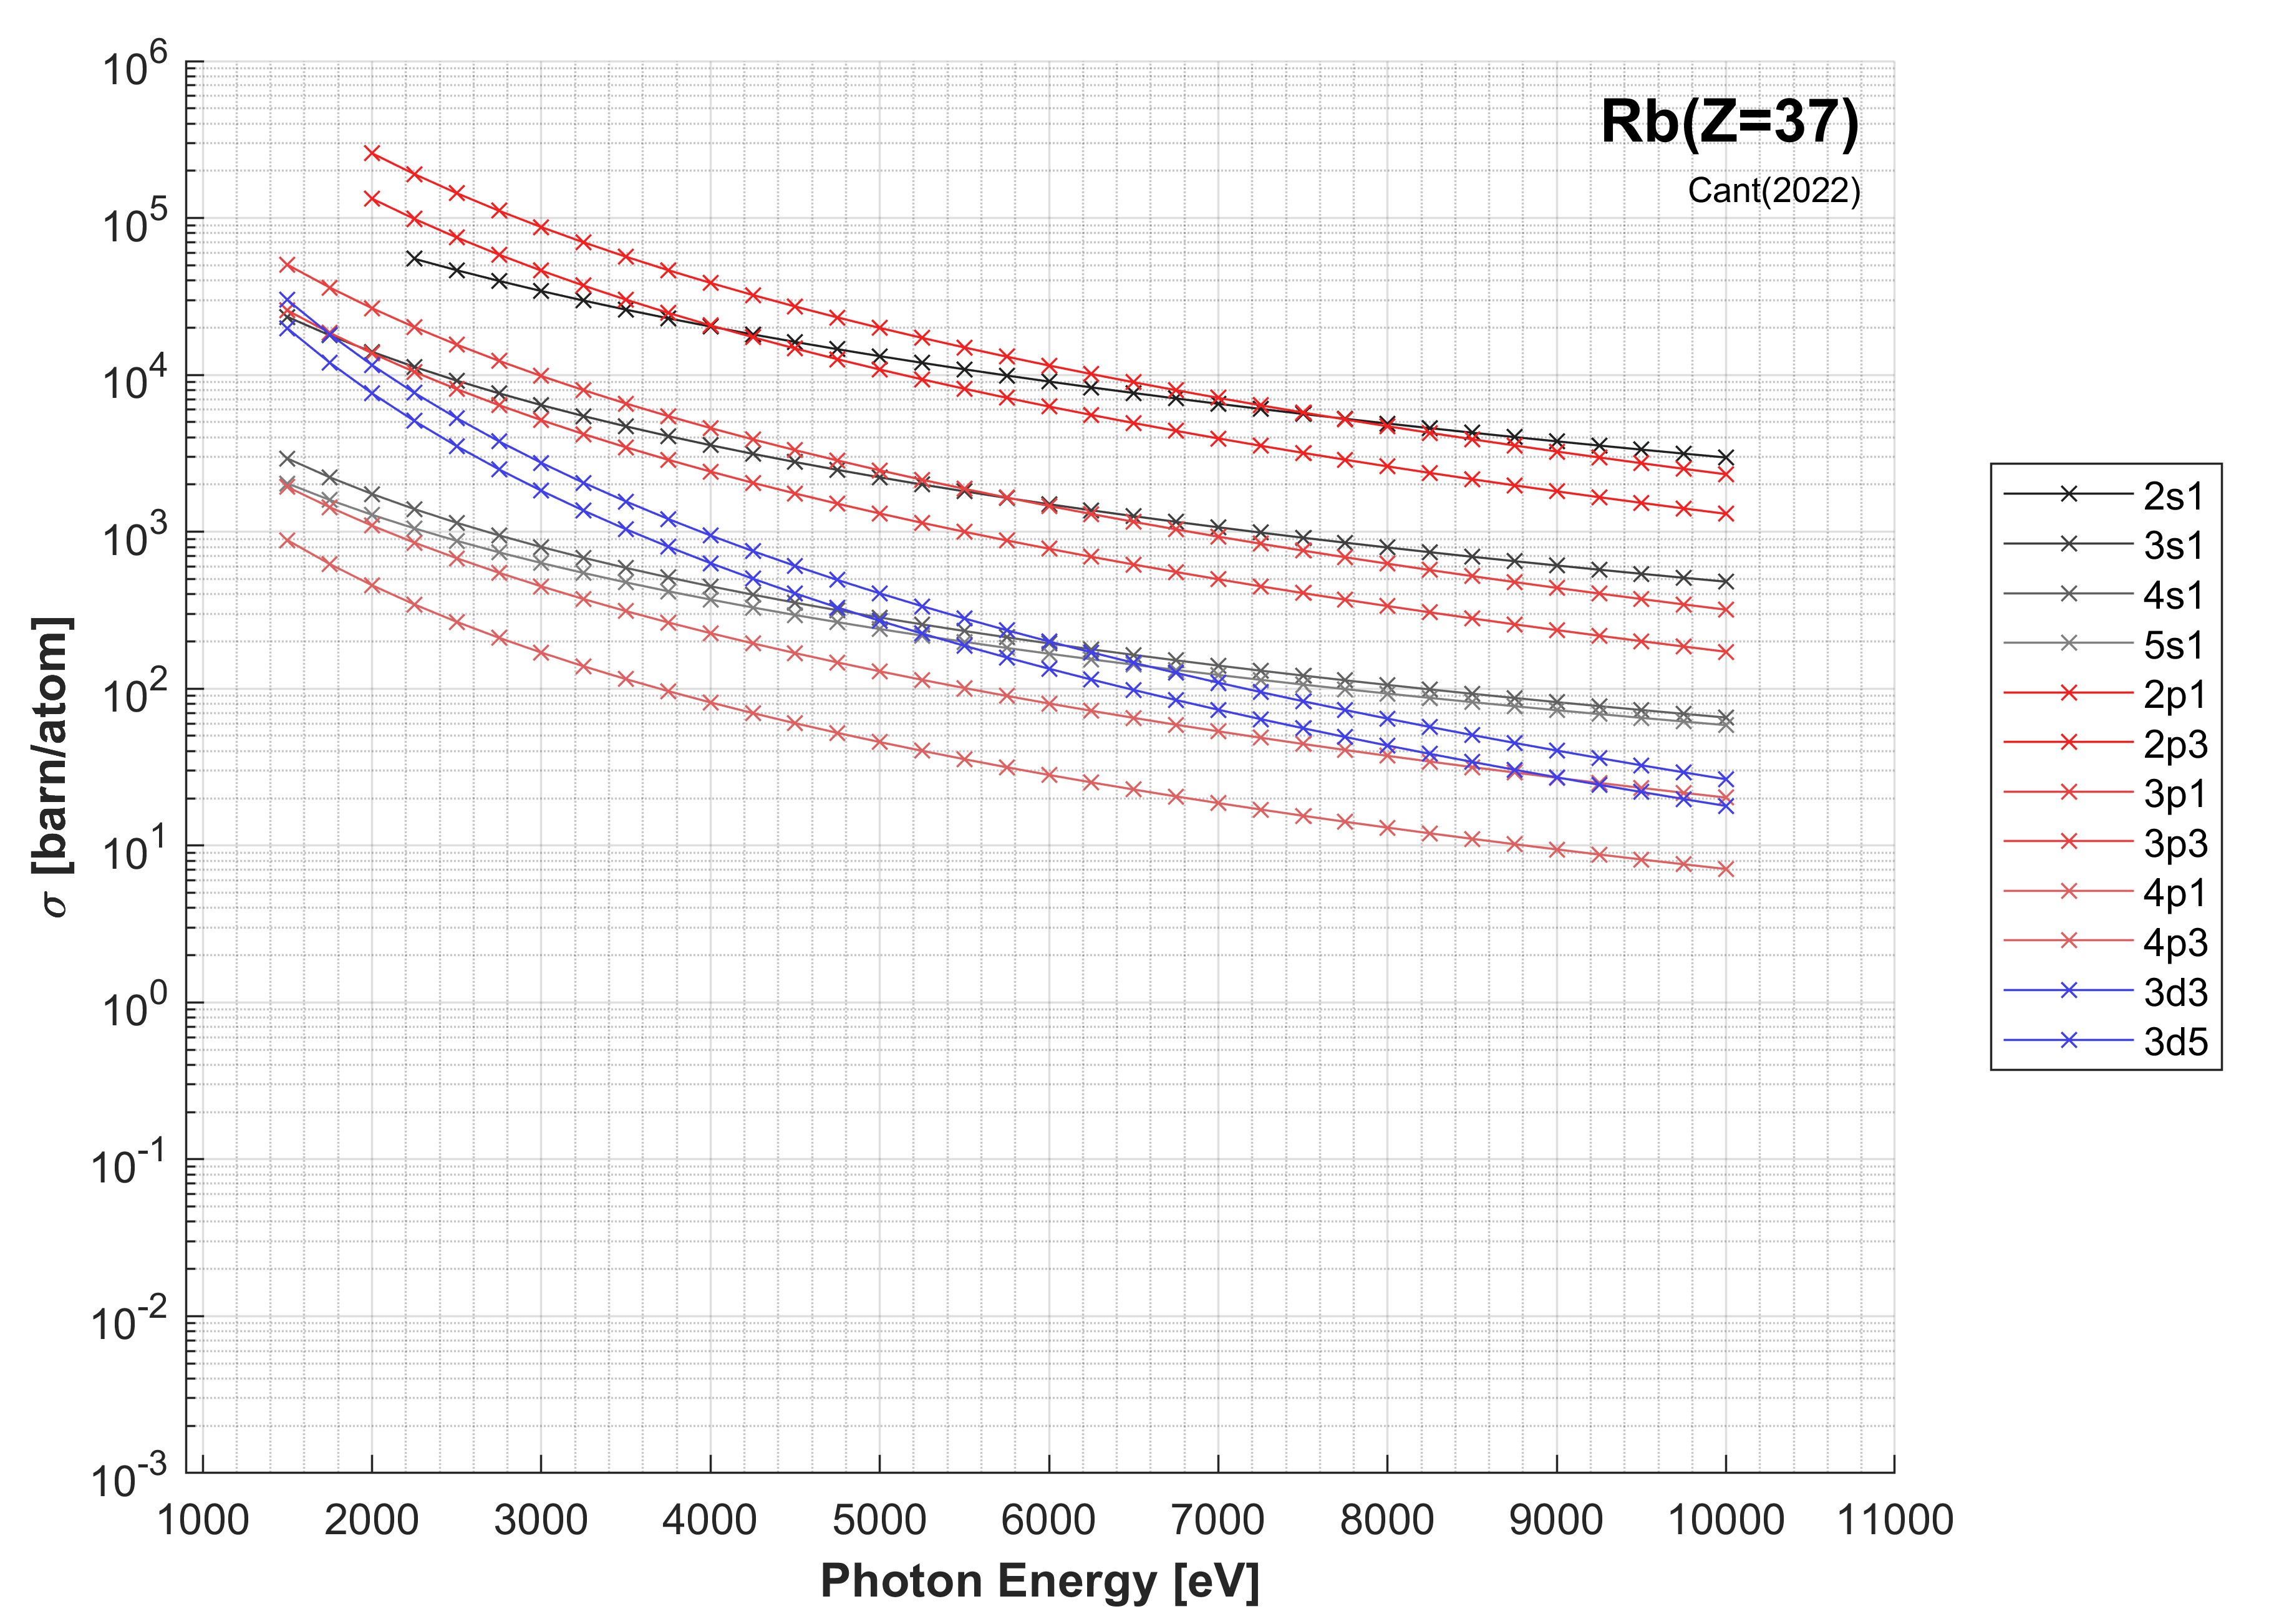 Rb(Z=37)
Cant(2022)
10^6
10^5
10^4
10^3
10^2
10^1
10^0
10^-1
10^-2
10^-3
σ [barn/atom]
1000 2000 3000 4000 5000 6000 7000 8000 9000 10000 11000
Photon Energy [eV]
2s1
3s1
4s1
5s1
2p1
2p3
3p1
3p3
4p1
4p3
3d3
3d5